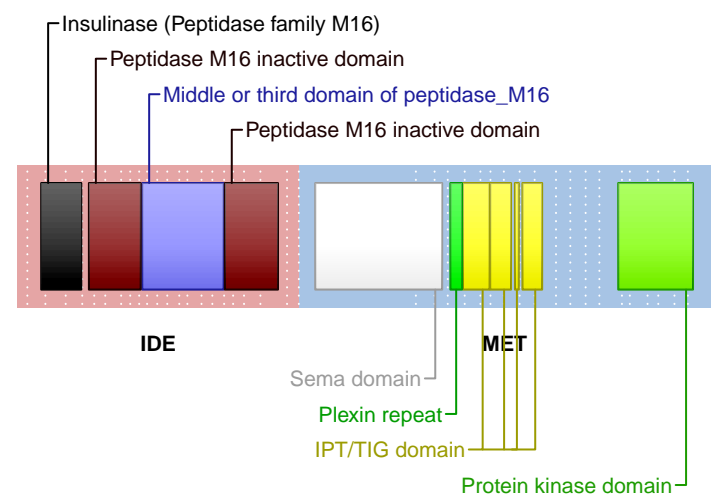 Insulinase (Peptidase family M16)
Peptidase M16 inactive domain
Middle or third domain of peptidase_M16
Peptidase M16 inactive domain
IDE
MET
Sema domain
Plexin repeat
IPT/TIG domain
Protein kinase domain